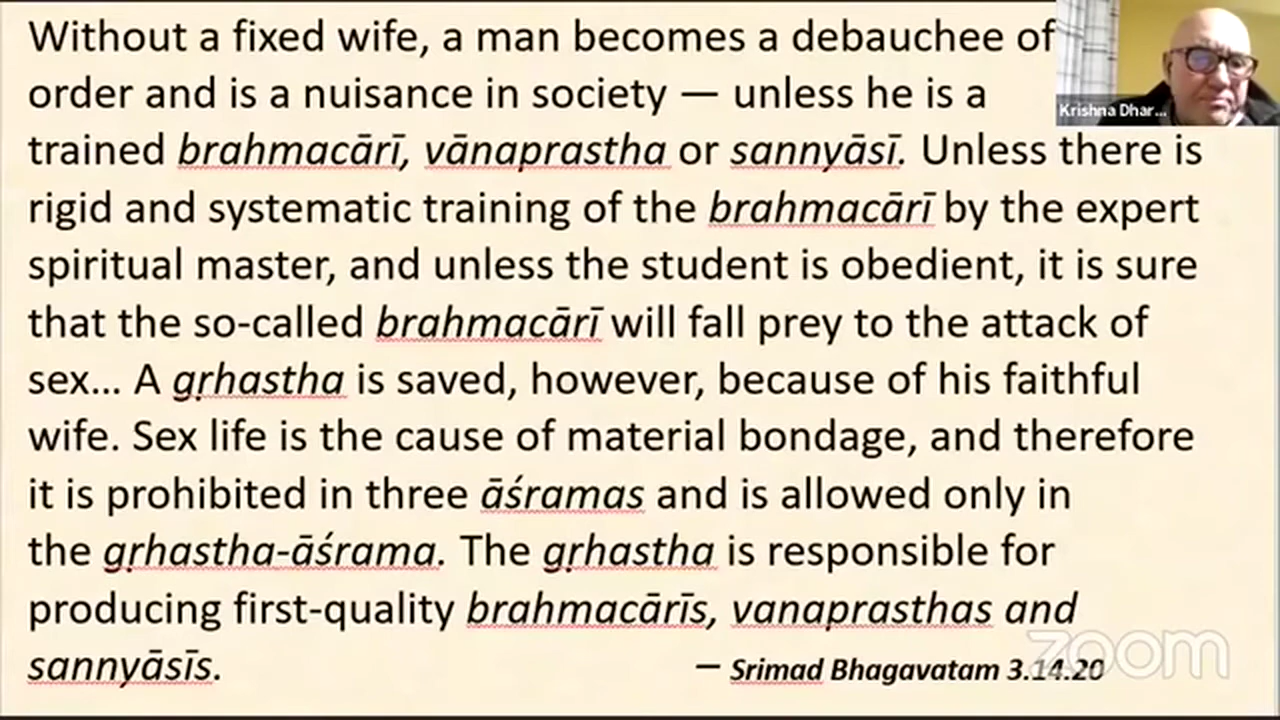 Without a fixed wife, a man becomes a debauchee of
order and is a nuisance in society — unless he is a
trained brahmacārī, vānaprastha or sannyāsī. Unless there is
rigid and systematic training of the brahmacārī by the expert
spiritual master, and unless the student is obedient, it is sure
that the so-called brahmacārī will fall prey to the attack of
sex... A gṛhastha is saved, however, because of his faithful
wife. Sex life is the cause of material bondage, and therefore
it is prohibited in three āśramas and is allowed only in
the gṛhastha-āśrama. The gṛhastha is responsible for
producing first-quality brahmacārīs, vanaprasthas and
sannyāsīs.
– Srimad Bhagavatam 3.14.20
Krishna Dhar...
zoom